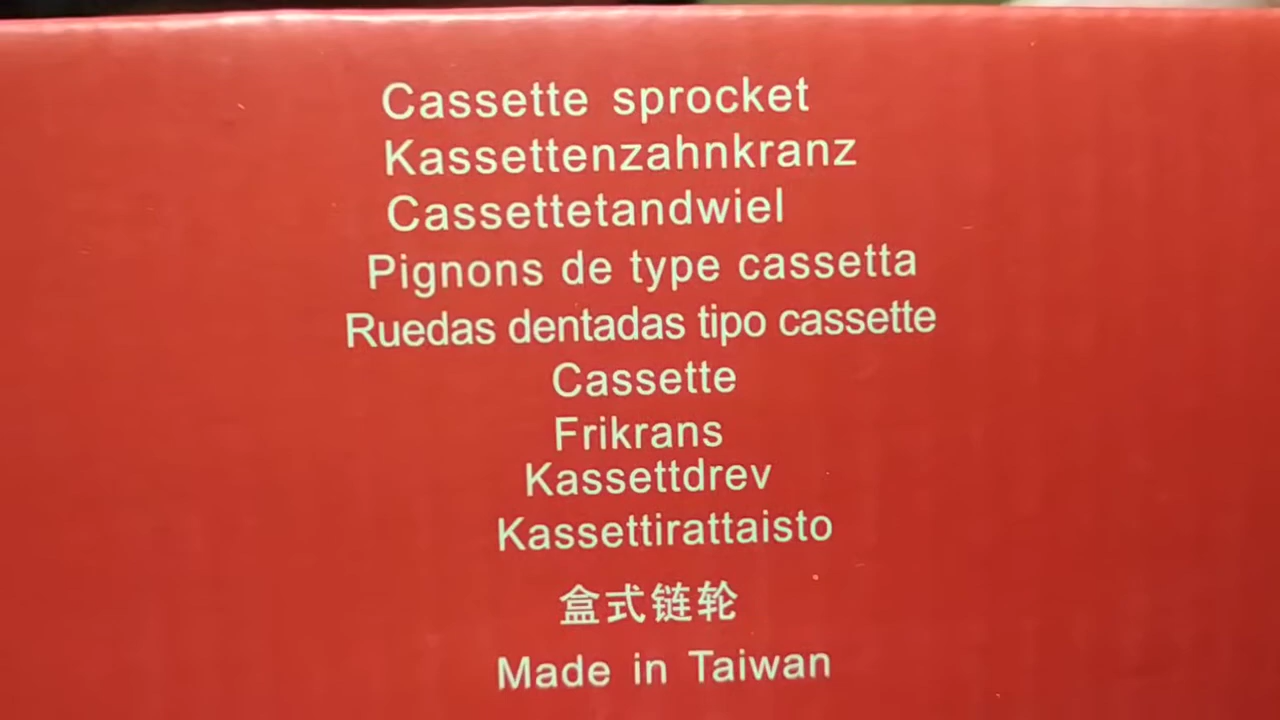 Cassette sprocket
Kassettenzahnkranz
Cassettetandwiel
Pignons de type cassetta
Ruedas dentadas tipo cassette
Cassette
Frikrans
Kassettdrev
Kassettirattaisto
盒式链轮
Made in Taiwan